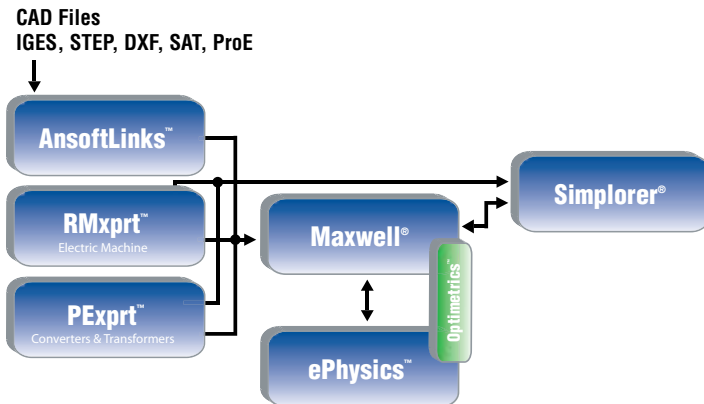 CAD Files
IGES, STEP, DXF, SAT, ProE
AnsoftLinks™
RMxprt™
Electric Machine
PExprt™
Converters & Transformers
Maxwell®
Optimetrics™
ePhysics™
Simplorer®